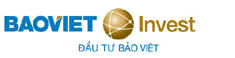 BAOVIET Invest
ĐẦU TƯ BẢO VIỆT